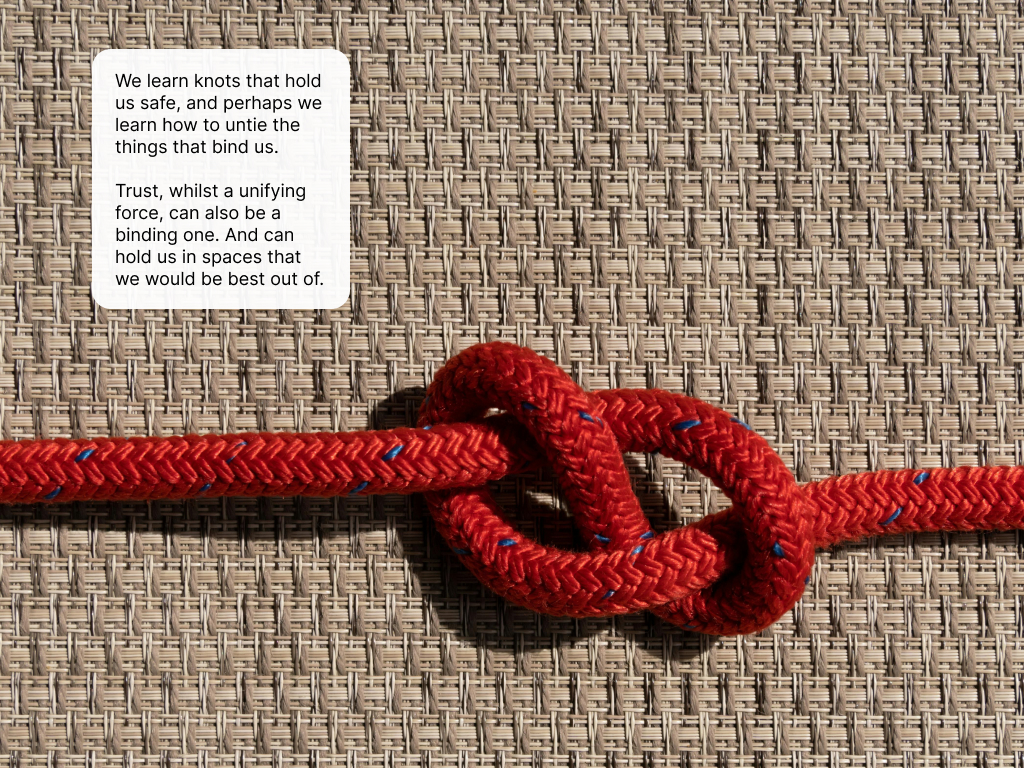 We learn knots that hold
us safe, and perhaps we
learn how to untie the
things that bind us.
Trust, whilst a unifying
force, can also be a
binding one. And can
hold us in spaces that
we would be best out of.